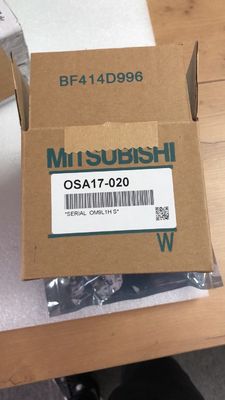 BF414D996
MITSUBISHI
OSA17-020
"SERIAL OM9L1H'S"
W